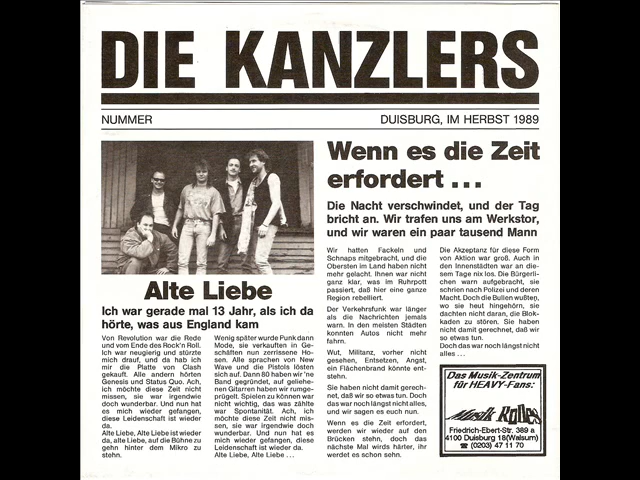 DIE KANZLERS
NUMMER
DUISBURG, IM HERBST 1989
Alte Liebe
Ich war gerade mal 13 Jahr, als ich da
hörte, was aus England kam
Von Revolution war die Rede
und vom Ende des Rock'n Roll.
Ich war neugierig und stürzte
mich drauf, und da hab ich
mir die Platte von Clash
gekauft. Alle andern hörten
Genesis und Status Quo. Ach,
ich möchte diese Zeit nicht
missen, sie war irgendwie
doch wunderbar. Und nun hat
es mich wieder gefangen,
diese Leidenschaft ist wieder
da.
Alte Liebe, Alte Liebe ist wieder
da, alte Liebe, auf die Bühne zu
gehn hinter dem Mikro zu
stehn.
Wenig später wurde Punk dann
Mode, sie verkauften in Ge-
schäften nun zerrissene Ho-
sen. Alle sprachen von New
Wave und die Pistols lösten
sich auf. Dann 80 haben wir 'ne
Band gegründet, auf geliehe-
nen Gitarren haben wir rumge-
prügelt. Spielen zu können war
nicht wichtig, das was zählte
war Spontanität. Ach, ich
möchte diese Zeit nicht mis-
sen, sie war irgendwie doch
wunderbar. Und nun hat es
mich wieder gefangen, diese
Leidenschaft ist wieder da.
Alte Liebe, Alte Liebe ...
Wenn es die Zeit
erfordert ...
Die Nacht verschwindet, und der Tag
bricht an. Wir trafen uns am Werkstor,
und wir waren ein paar tausend Mann
Wir hatten Fackeln und
Schnaps mitgebracht, und die
Obersten im Land haben nicht
mehr gelacht. Ihnen war nicht
ganz klar, was im Ruhrpott
passiert, daß hier eine ganze
Region rebelliert.
Der Verkehrsfunk war länger
als die Nachrichten jemals
warn. In den meisten Städten
konnten Autos nicht mehr
fahrn.
Wut, Militanz, vorher nicht
gesehen, Entsetzen, Angst,
ein Flächenbrand könnte ent-
stehn.
Sie haben nicht damit gerech-
net, daß wir so etwas tun. Doch
das war noch längst nicht alles,
und wir sagen es euch nun.
Wenn es die Zeit erfordert,
werden wir wieder auf den
Brücken stehn, doch das
nächste Mal wirds härter, ihr
werdet es schon sehn.
Die Akzeptanz für diese Form
von Aktion war groß. Auch in
den Innenstädten war an die-
sem Tage nix los. Die Bürgerli-
chen warn aufgebracht, sie
schrien nach Polizei und deren
Macht. Doch die Bullen wußten,
wo sie heut hingehörn, sie
dachten nicht daran, die Blok-
kaden zu stören. Sie haben
nicht damit gerechnet, daß wir
so etwas tun.
Doch das war noch längst nicht
alles ...
Das Musik-Zentrum
für HEAVY-Fans:
Musik Rolles
Friedrich-Ebert-Str. 389 a
4100 Duisburg 18(Walsum)
☎ (0203) 47 11 70